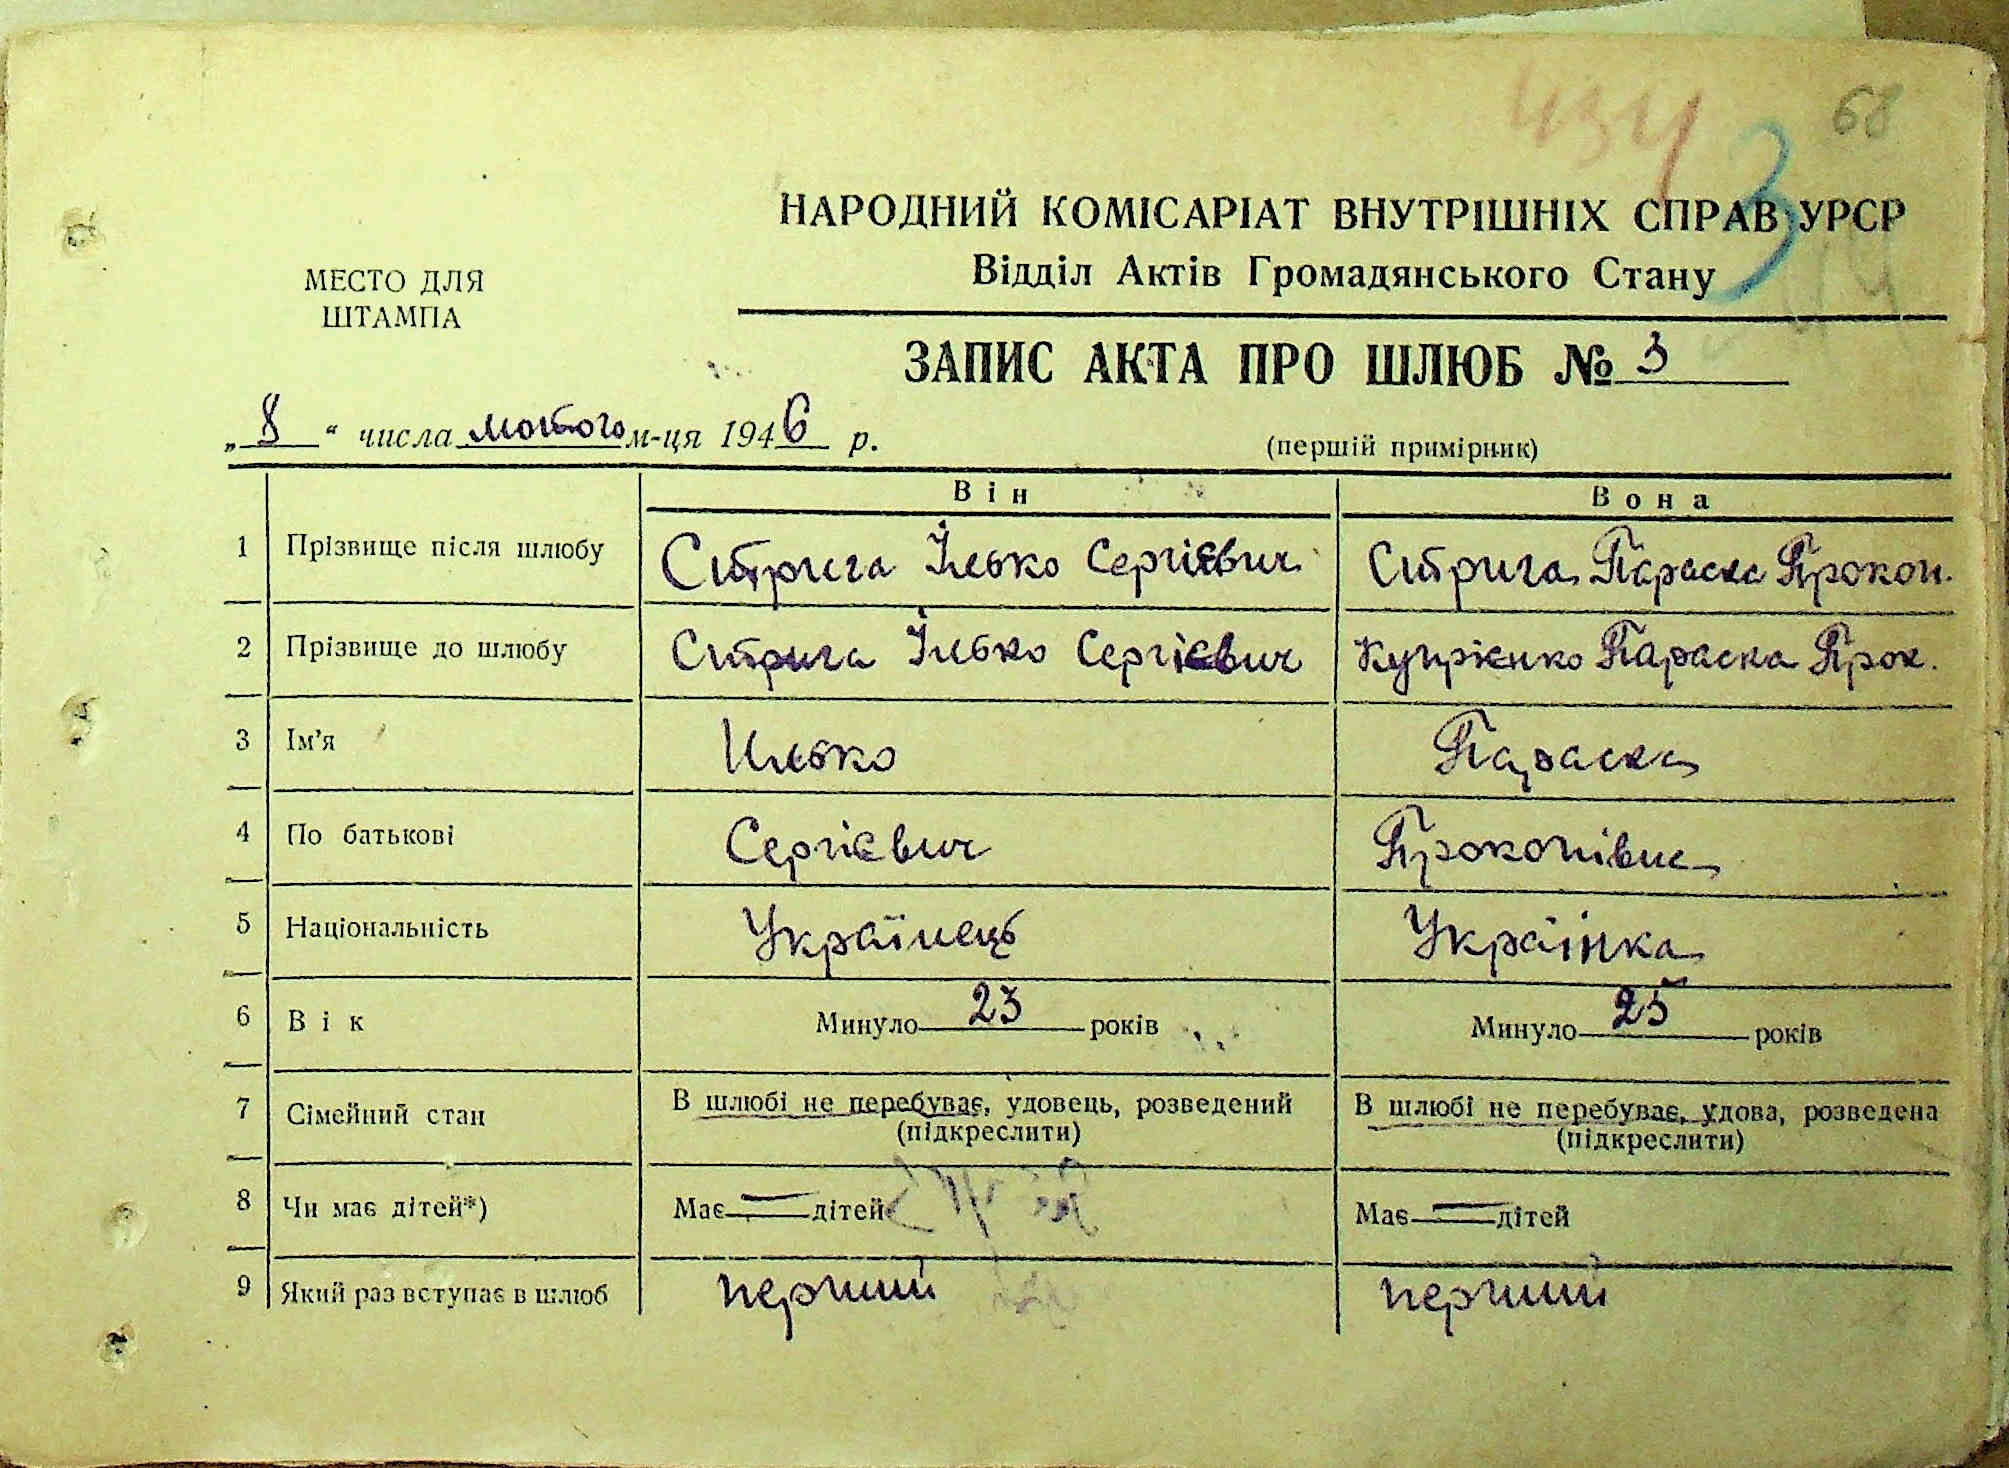 68
434
3
НАРОДНИЙ КОМІСАРІАТ ВНУТРІШНІХ СПРАВ УРСР
Відділ Актів Громадянського Стану
МЕСТО ДЛЯ
ШТАМПА
ЗАПИС АКТА ПРО ШЛЮБ № 3
„8“ числа лютого м-ця 1946 р.
(першій примірник)
Він Вона
1 Прізвище після шлюбу Стрига Ілько Сергієвич Стрига Параска Прокоп.
2 Прізвище до шлюбу Стрига Ілько Сергієвич Купрієнко Параска Прок.
3 Ім'я Илько Параска
4 По батькові Сергієвич Прокопівна
5 Національність Українець Українка
6 Вік Минуло 23 років Минуло 25 років
7 Сімейний стан В шлюбі не перебуває, удовець, розведений (підкреслити) В шлюбі не перебуває, удова, розведена (підкреслити)
8 Чи має дітей*) Має — дітей Має — дітей
9 Який раз вступає в шлюб перший перший